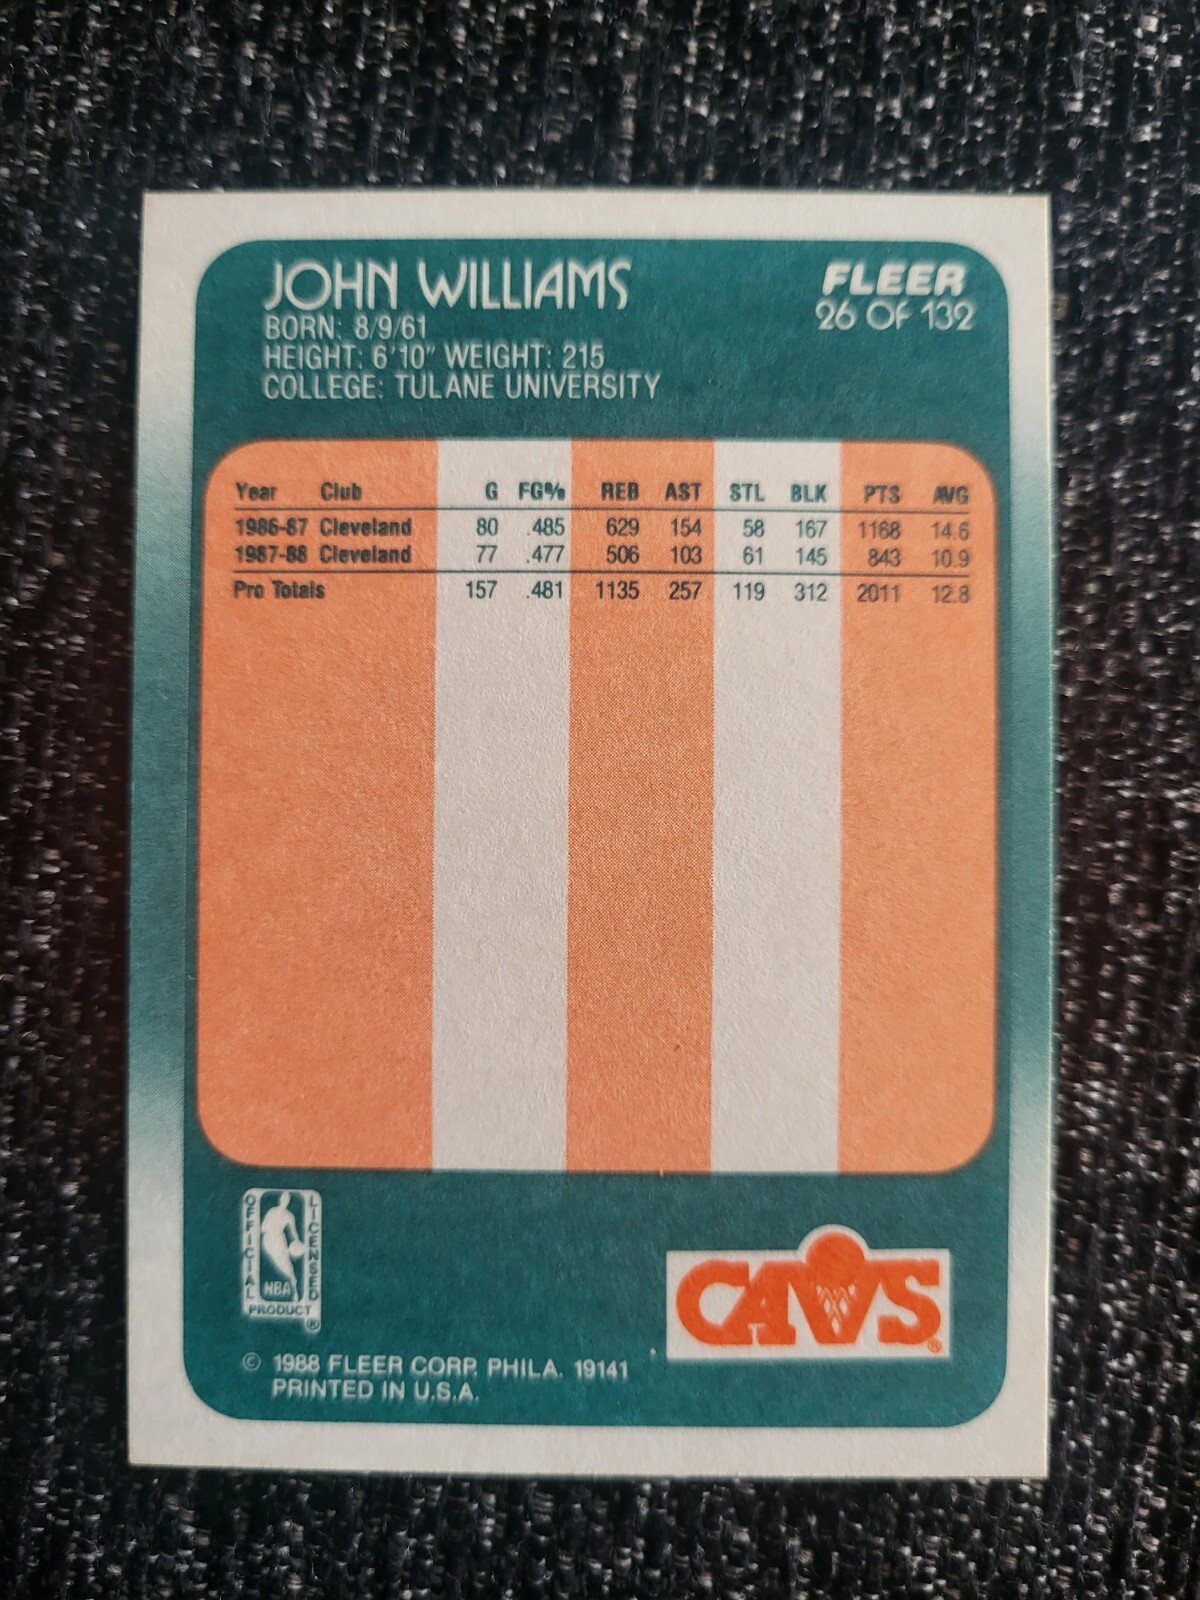 JOHN WILLIAMS
BORN: 8/9/61
HEIGHT: 6'10" WEIGHT: 215
COLLEGE: TULANE UNIVERSITY
FLEER
26 OF 132
Year Club G FG% REB AST STL BLK PTS AVG
1986-87 Cleveland 80 .485 629 154 58 167 1168 14.6
1987-88 Cleveland 77 .477 506 103 61 145 843 10.9
Pro Totals 157 .481 1135 257 119 312 2011 12.8
OFFICIAL
LICENSED
NBA
PRODUCT
®
CAVS
®
© 1988 FLEER CORP. PHILA. 19141
PRINTED IN U.S.A.